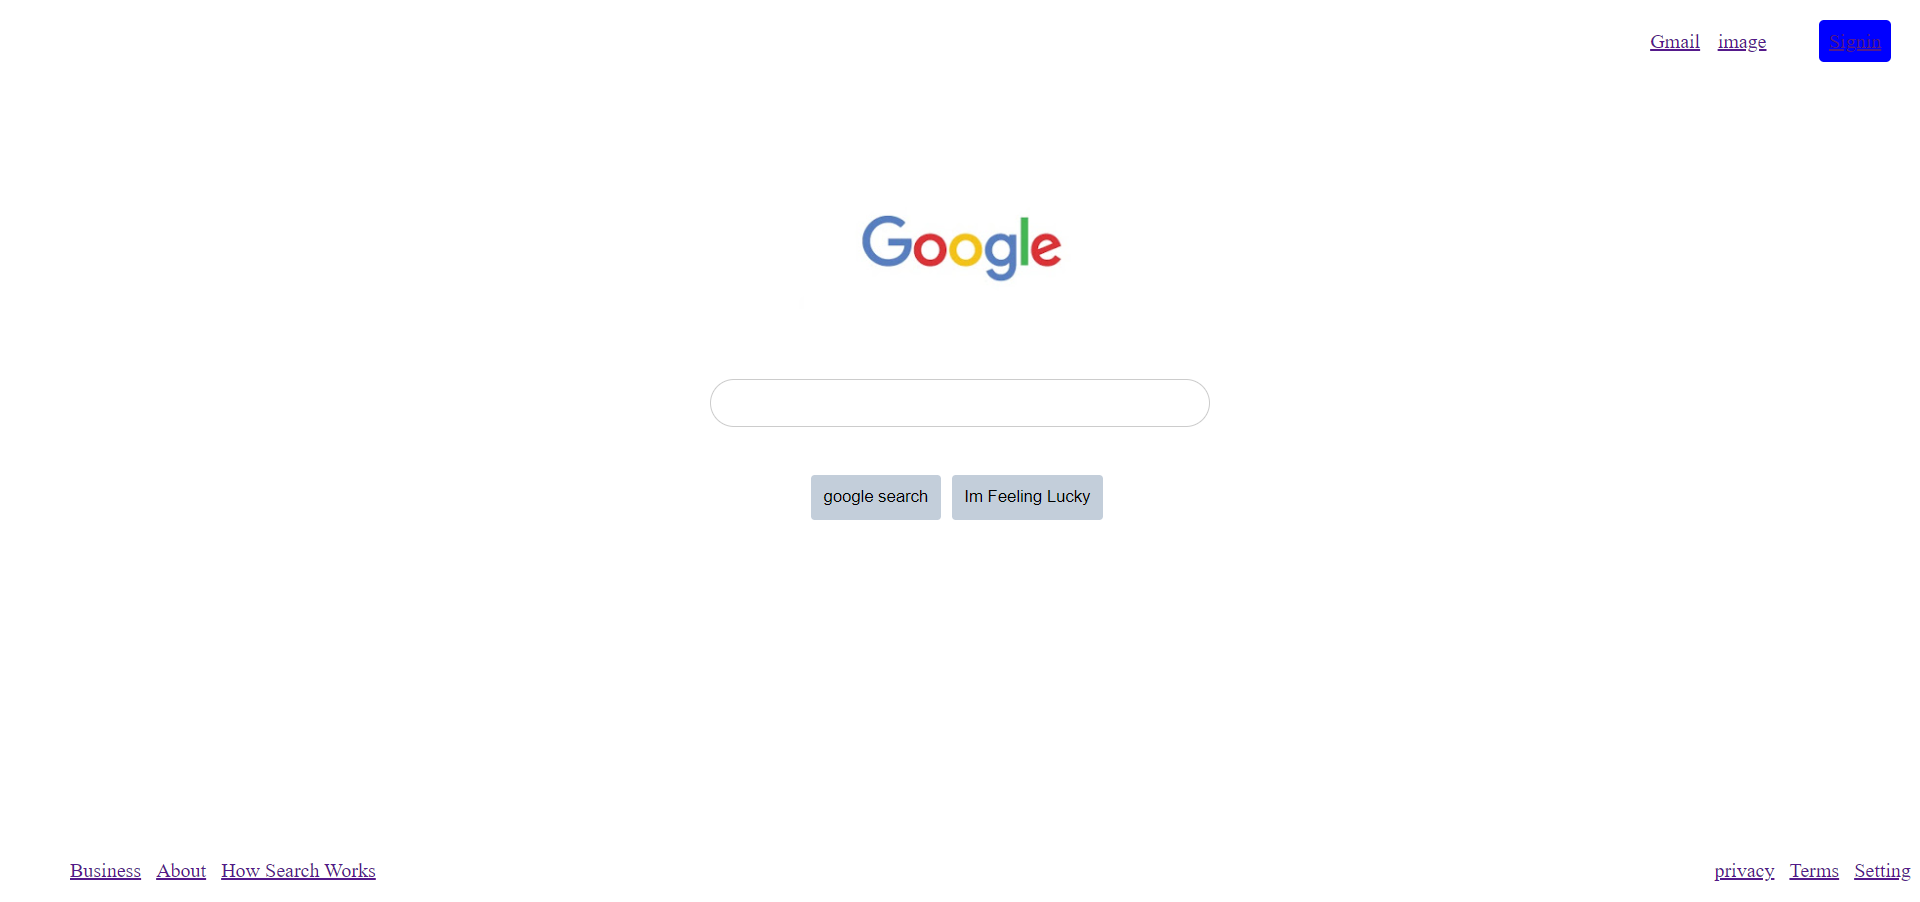 Gmail image Signin
Google
google search Im Feeling Lucky
Business About How Search Works privacy Terms Setting